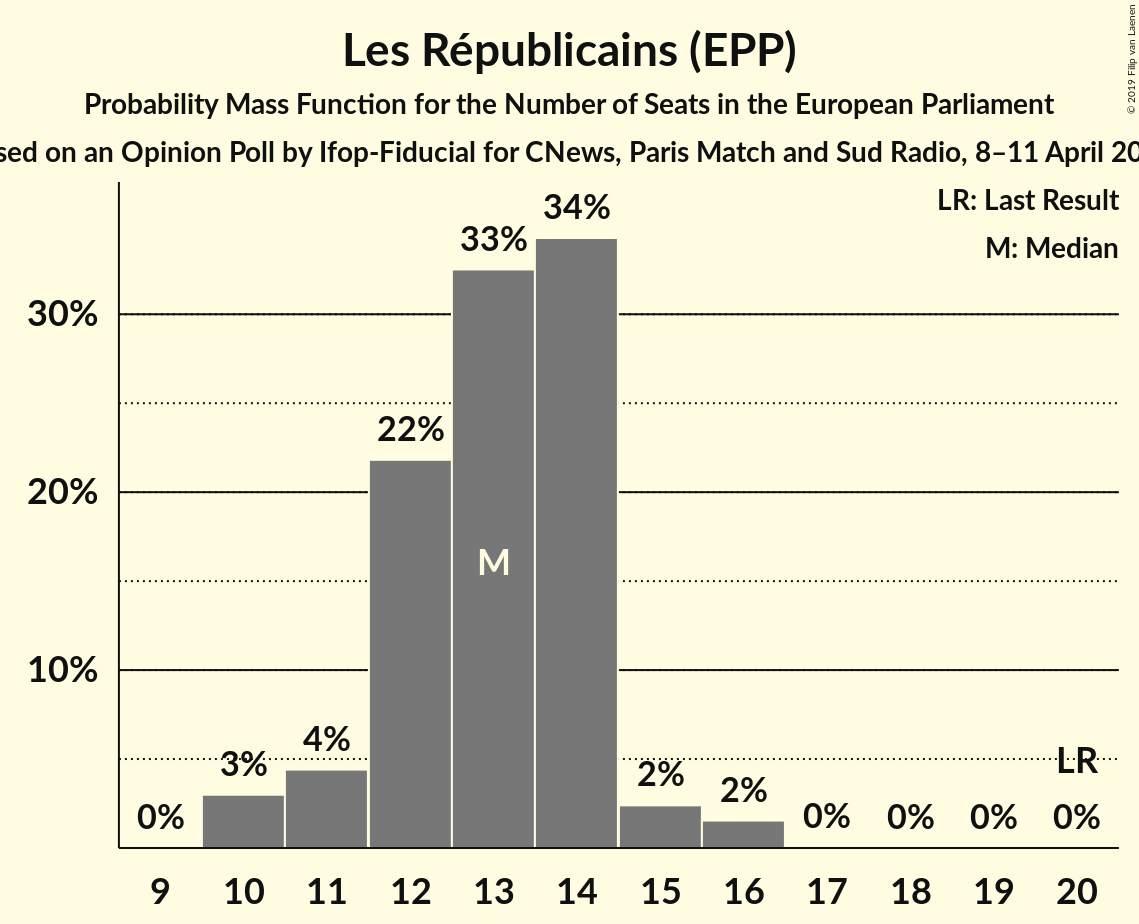 Les Républicains (EPP)
Probability Mass Function for the Number of Seats in the European Parliament
sed on an Opinion Poll by Ifop-Fiducial for CNews, Paris Match and Sud Radio, 8–11 April 20
© 2019 Filip van Laenen
LR: Last Result
M: Median
34%
33%
30%
22%
20%
M
10%
4%
3%
2%
2%
LR
0%
0%
0%
0%
0%
9 10 11 12 13 14 15 16 17 18 19 20